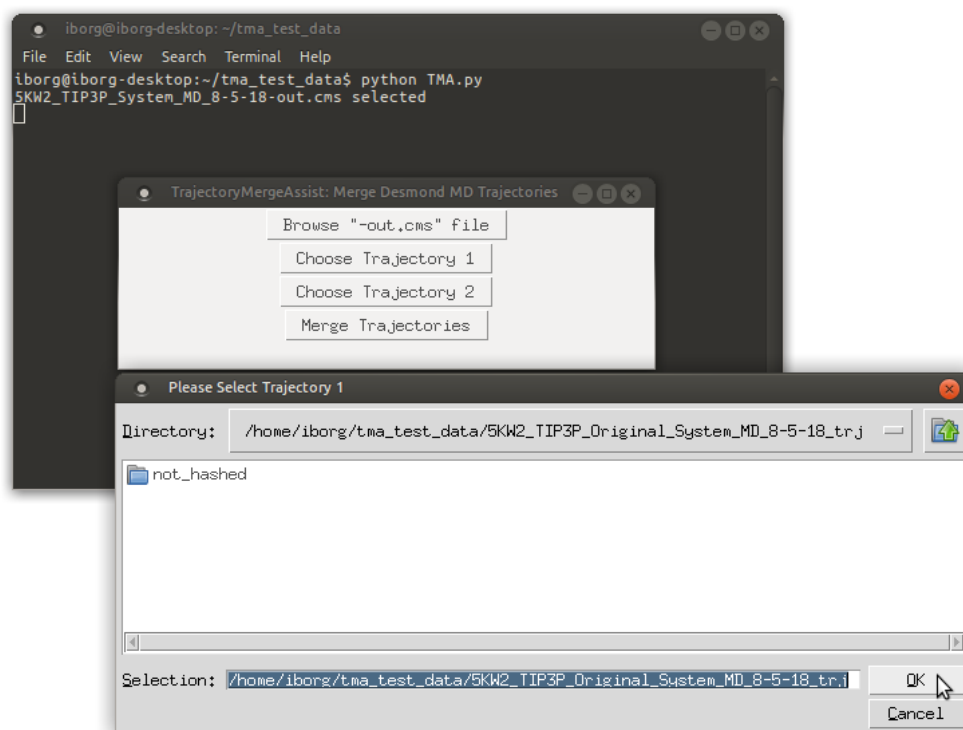 iborg@iborg-desktop: ~/tma_test_data
File Edit View Search Terminal Help
iborg@iborg-desktop:~/tma_test_data$ python TMA.py
5KW2_TIP3P_System_MD_8-5-18-out.cms selected
TrajectoryMergeAssist: Merge Desmond MD Trajectories
Browse "-out.cms" file
Choose Trajectory 1
Choose Trajectory 2
Merge Trajectories
Please Select Trajectory 1
Directory: /home/iborg/tma_test_data/5KW2_TIP3P_Original_System_MD_8-5-18_trj
not_hashed
Selection: /home/iborg/tma_test_data/5KW2_TIP3P_Original_System_MD_8-5-18_trj
OK
Cancel